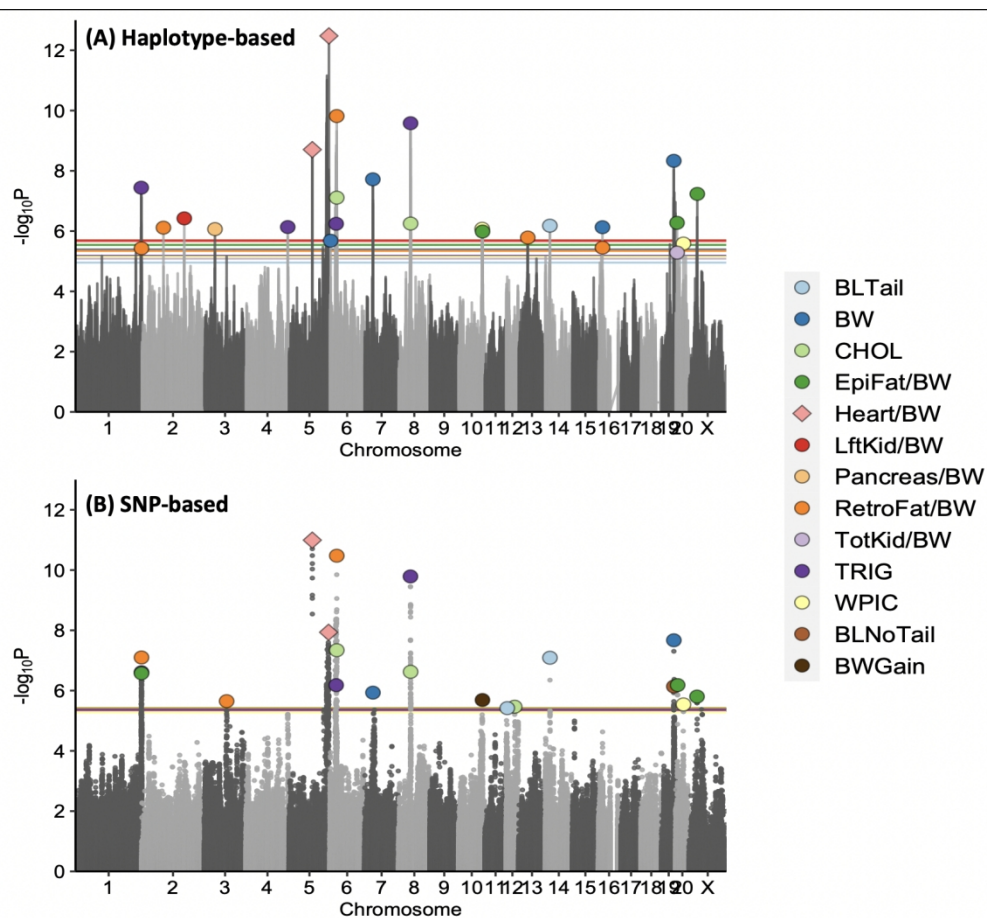 (A) Haplotype-based
12
10
8
6
4
2
0
-log10P
1 2 3 4 5 6 7 8 9 10 11 12 13 14 15 16 17 18 19 20 X
Chromosome
BLTail
BW
CHOL
EpiFat/BW
Heart/BW
LftKid/BW
Pancreas/BW
RetroFat/BW
TotKid/BW
TRIG
WPIC
BLNoTail
BWGain
(B) SNP-based
12
10
8
6
4
2
0
-log10P
1 2 3 4 5 6 7 8 9 10 11 12 13 14 15 16 17 18 19 20 X
Chromosome